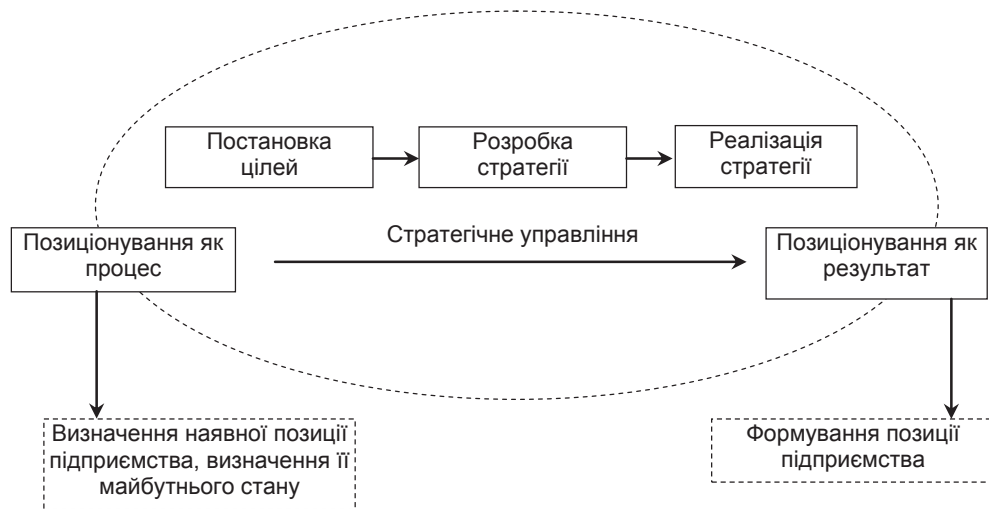 Постановка
цілей
Розробка
стратегії
Реалізація
стратегії
Позиціонування як
процес
Стратегічне управління
Позиціонування як
результат
Визначення наявної позиції
підприємства, визначення її
майбутнього стану
Формування позиції
підприємства